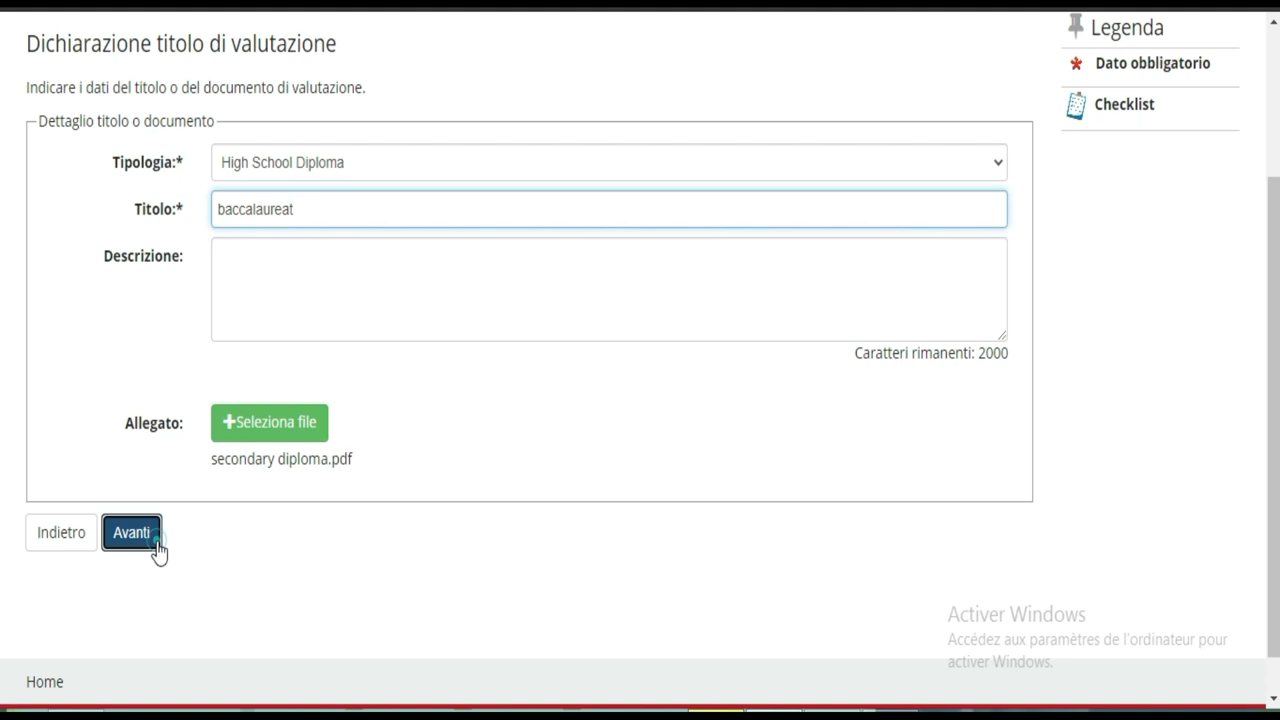 Dichiarazione titolo di valutazione
Indicare i dati del titolo o del documento di valutazione.
Dettaglio titolo o documento
Tipologia:* High School Diploma
Titolo:* baccalaureat
Descrizione:
Caratteri rimanenti: 2000
Allegato: +Seleziona file
secondary diploma.pdf
Indietro Avanti
Legenda
Dato obbligatorio
Checklist
Activer Windows
Accédez aux paramètres de l'ordinateur pour
activer Windows.
Home